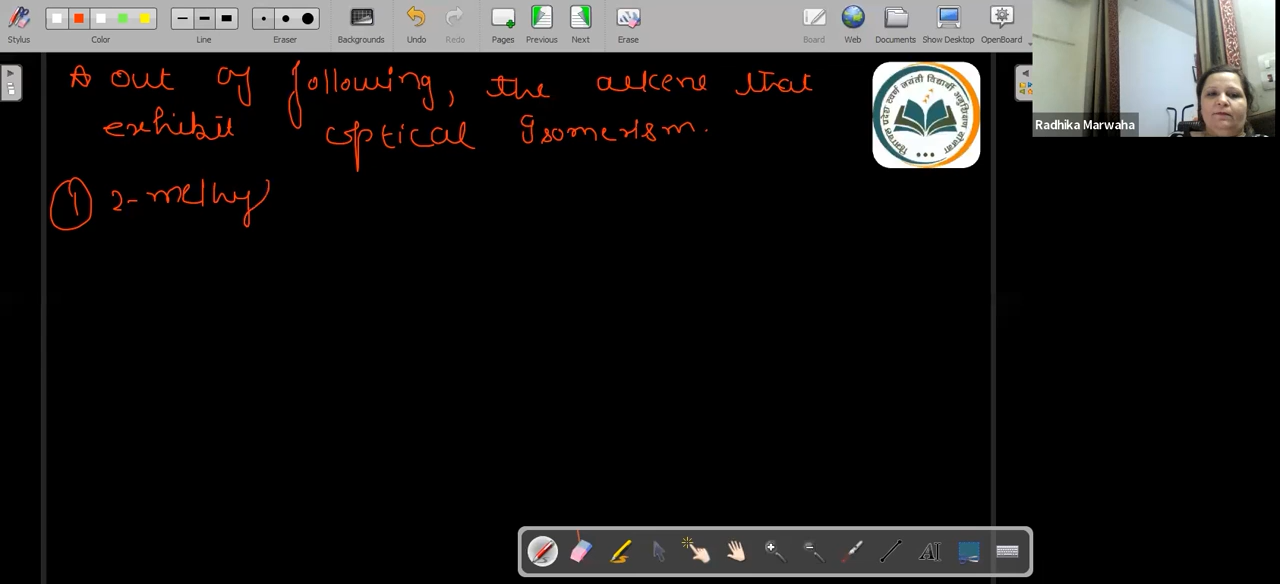 Stylus Color Line Eraser Backgrounds Undo Redo Pages Previous Next Erase Board Web Documents Show Desktop OpenBoard
Radhika Marwaha
out of following, the alkene that
exhibit optical Isomerism.
① 2-methy